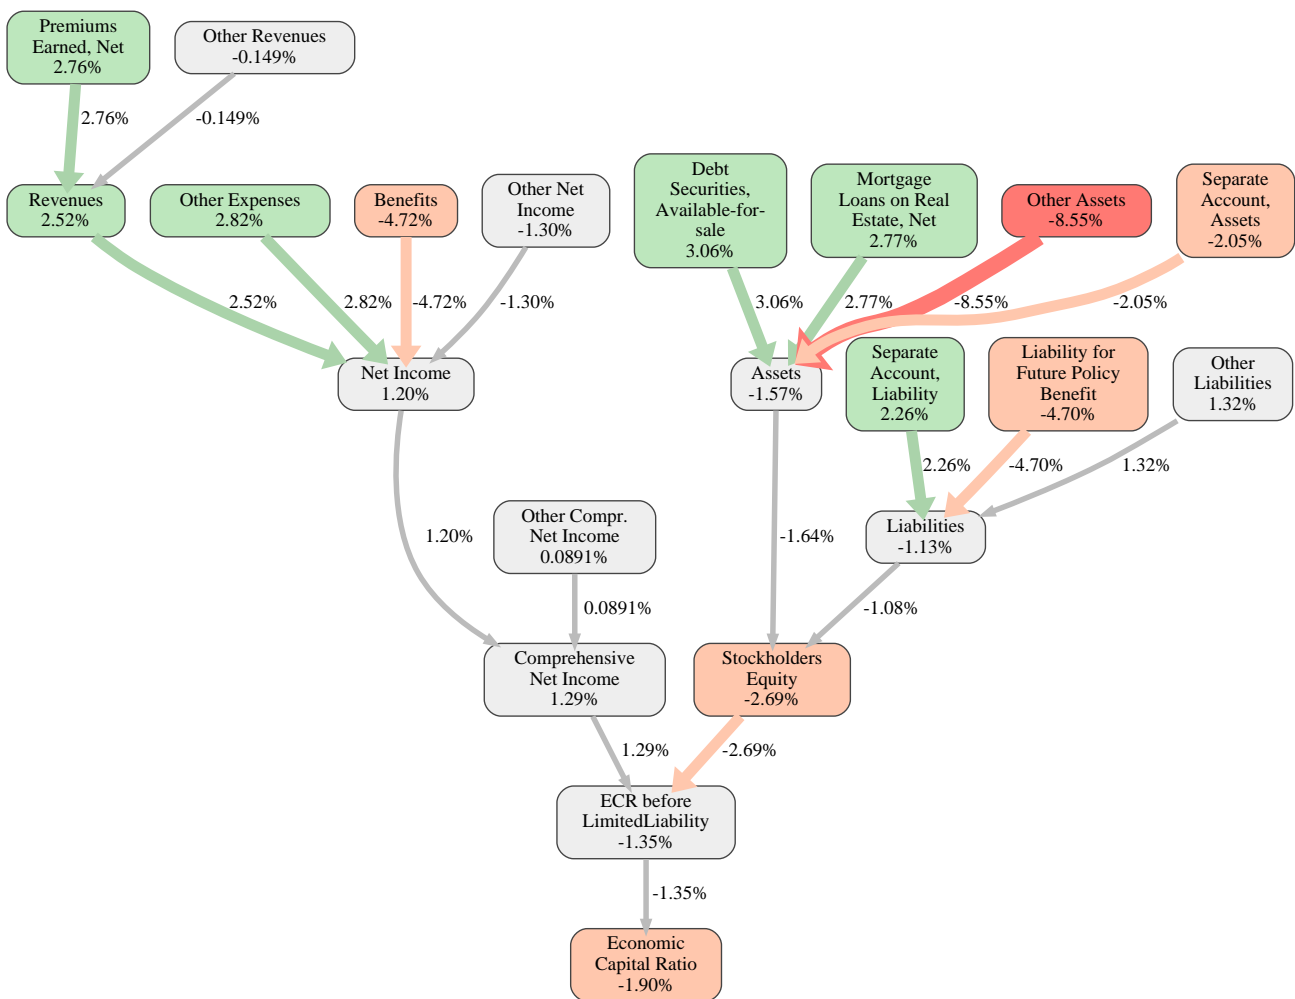 Premiums
Earned, Net
2.76%
Other Revenues
-0.149%
2.76%
-0.149%
Revenues
2.52%
Other Expenses
2.82%
Benefits
-4.72%
Other Net
Income
-1.30%
Debt
Securities,
Available-for-
sale
3.06%
Mortgage
Loans on Real
Estate, Net
2.77%
Other Assets
-8.55%
Separate
Account,
Assets
-2.05%
2.52%
2.82%
-4.72%
-1.30%
3.06%
2.77%
-8.55%
-2.05%
Net Income
1.20%
Assets
-1.57%
Separate
Account,
Liability
2.26%
Liability for
Future Policy
Benefit
-4.70%
Other
Liabilities
1.32%
2.26%
-4.70%
1.32%
Other Compr.
Net Income
0.0891%
Liabilities
-1.13%
1.20%
-1.64%
0.0891%
-1.08%
Comprehensive
Net Income
1.29%
Stockholders
Equity
-2.69%
1.29%
-2.69%
ECR before
LimitedLiability
-1.35%
-1.35%
Economic
Capital Ratio
-1.90%